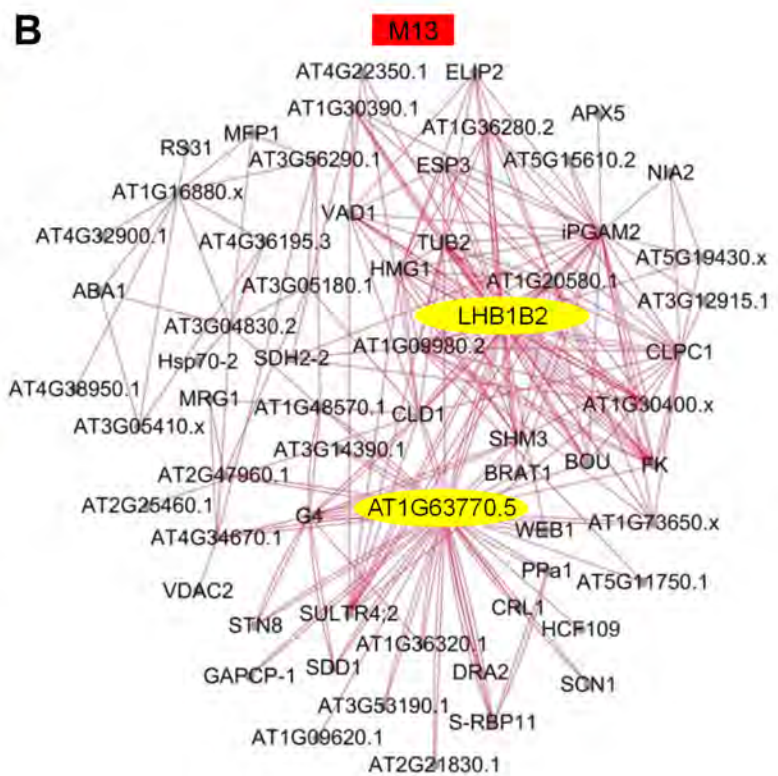 B
M13
AT4G22350.1
ELIP2
AT1G30390.1
APX5
AT1G36280.2
MFP1
RS31
AT3G56290.1
ESP3
AT5G15610.2
NIA2
AT1G16880.x
VAD1
AT4G32900.1
AT4G36195.3
TUB2
iPGAM2
AT5G19430.x
HMG1
ABA1
AT3G05180.1
AT1G20580.1
AT3G12915.1
LHB1B2
AT3G04830.2
Hsp70-2
SDH2-2
AT1G09980.2
CLPC1
AT4G38950.1
MRG1
AT1G48570.1
CLD1
AT1G30400.x
AT3G05410.x
AT3G14390.1
SHM3
AT2G47960.1
BRAT1
BOU
FK
AT2G25460.1
G4
AT1G63770.5
WEB1
AT1G73650.x
AT4G34670.1
PPa1
AT5G11750.1
VDAC2
STN8
SULTR4;2
CRL1
HCF109
AT1G36320.1
GAPCP-1
SDD1
DRA2
SCN1
AT3G53190.1
S-RBP11
AT1G09620.1
AT2G21830.1